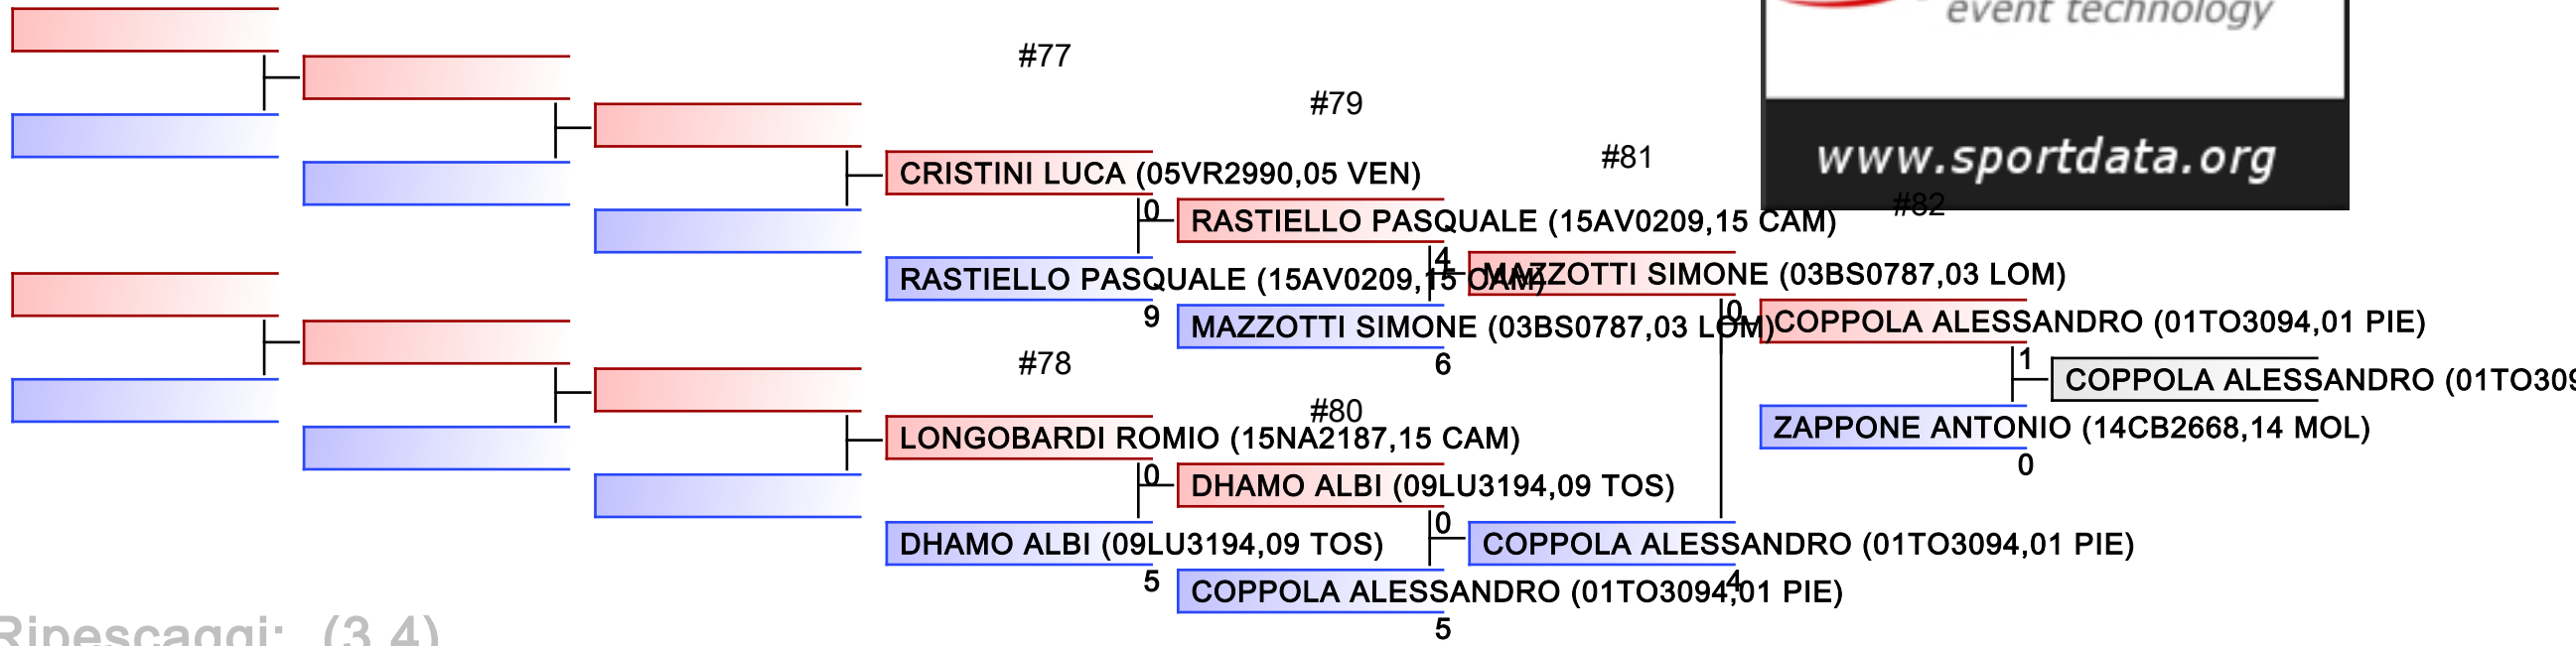 event technology
#77
#79
www.sportdata.org
#81
CRISTINI LUCA (05VR2990,05 VEN)
#82
0
RASTIELLO PASQUALE (15AV0209,15 CAM)
4
MAZZOTTI SIMONE (03BS0787,03 LOM)
RASTIELLO PASQUALE (15AV0209,15 CAM)
9
0
MAZZOTTI SIMONE (03BS0787,03 LOM)
COPPOLA ALESSANDRO (01TO3094,01 PIE)
6
1
#78
COPPOLA ALESSANDRO (01TO309
#80
ZAPPONE ANTONIO (14CB2668,14 MOL)
LONGOBARDI ROMIO (15NA2187,15 CAM)
0
0
DHAMO ALBI (09LU3194,09 TOS)
0
DHAMO ALBI (09LU3194,09 TOS)
COPPOLA ALESSANDRO (01TO3094,01 PIE)
5
4
COPPOLA ALESSANDRO (01TO3094,01 PIE)
5
Ripescaggi: (3,4)